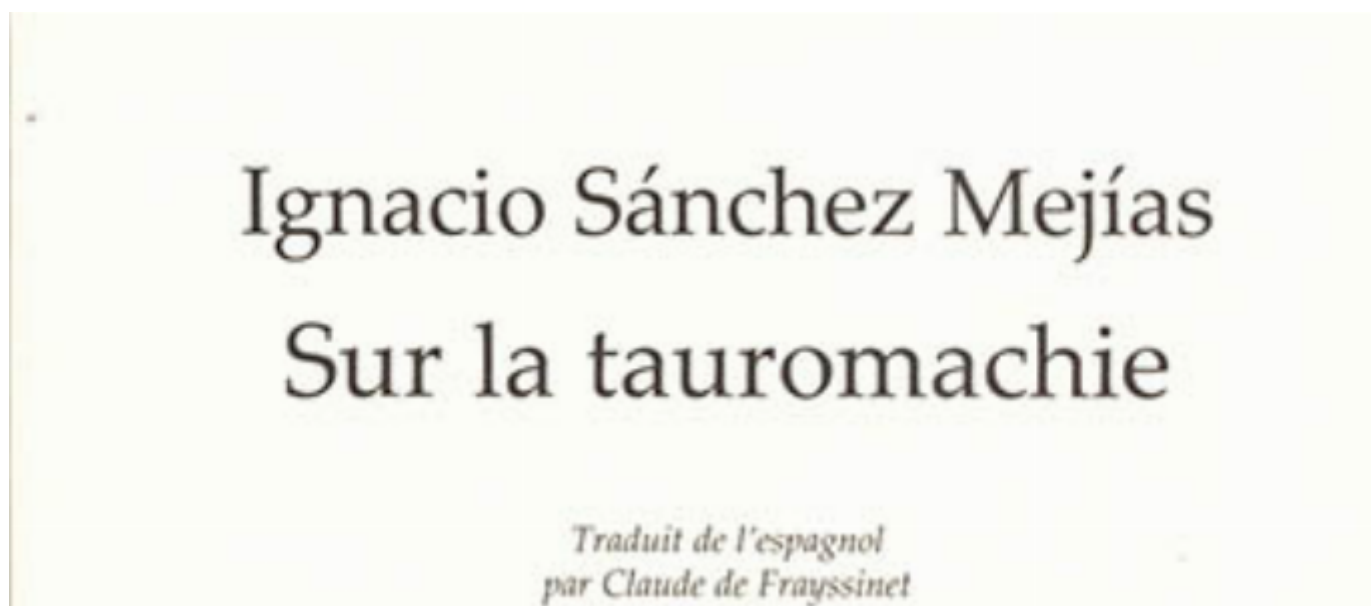 Ignacio Sánchez Mejías
Sur la tauromachie
Traduit de l'espagnol
par Claude de Frayssinet